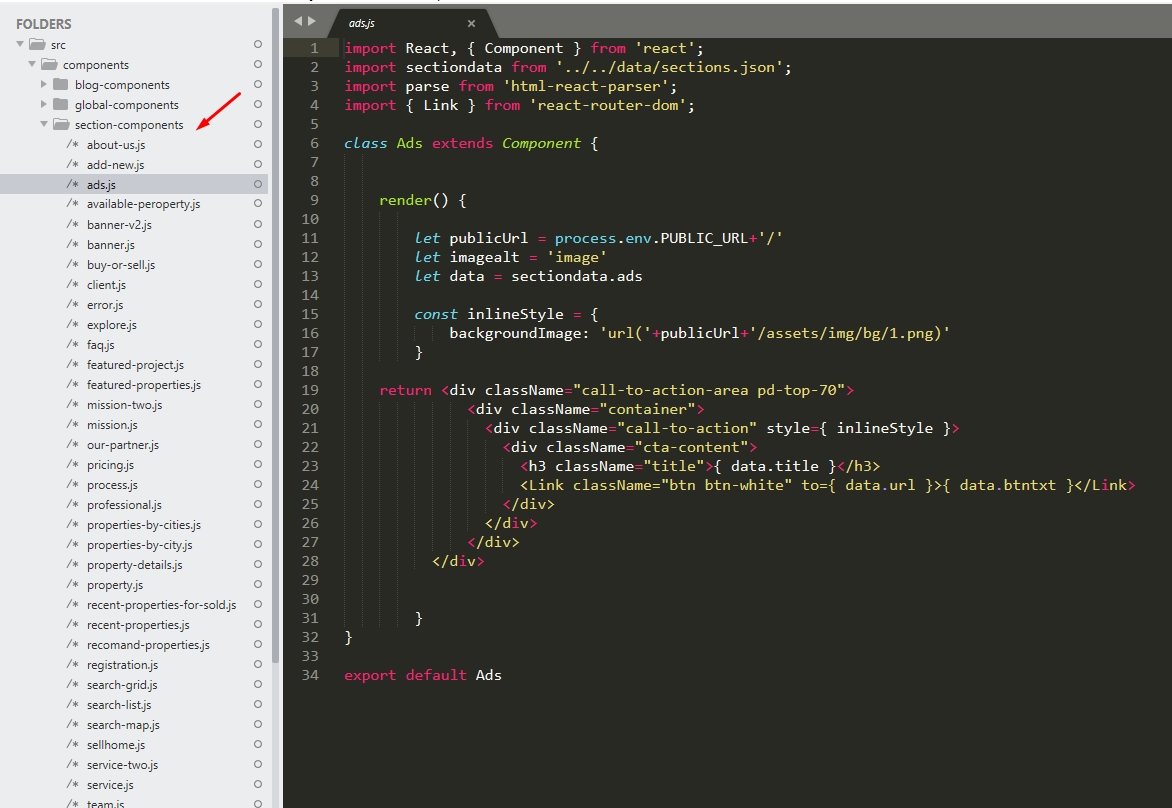 FOLDERS
src
components
blog-components
global-components
section-components
/* about-us.js
/* add-new.js
/* ads.js
/* available-peroperty.js
/* banner-v2.js
/* banner.js
/* buy-or-sell.js
/* client.js
/* error.js
/* explore.js
/* faq.js
/* featured-project.js
/* featured-properties.js
/* mission-two.js
/* mission.js
/* our-partner.js
/* pricing.js
/* process.js
/* professional.js
/* properties-by-cities.js
/* properties-by-city.js
/* property-details.js
/* property.js
/* recent-properties-for-sold.js
/* recent-properties.js
/* recomand-properties.js
/* registration.js
/* search-grid.js
/* search-list.js
/* search-map.js
/* sellhome.js
/* service-two.js
/* service.js
/* team.js
ads.js ×
1 import React, { Component } from 'react';
2 import sectiondata from '../../data/sections.json';
3 import parse from 'html-react-parser';
4 import { Link } from 'react-router-dom';
5
6 class Ads extends Component {
7
8
9 render() {
10
11 let publicUrl = process.env.PUBLIC_URL+'/'
12 let imagealt = 'image'
13 let data = sectiondata.ads
14
15 const inlineStyle = {
16 backgroundImage: 'url('+publicUrl+'/assets/img/bg/1.png)'
17 }
18
19 return <div className="call-to-action-area pd-top-70">
20 <div className="container">
21 <div className="call-to-action" style={ inlineStyle }>
22 <div className="cta-content">
23 <h3 className="title">{ data.title }</h3>
24 <Link className="btn btn-white" to={ data.url }>{ data.btntxt }</Link>
25 </div>
26 </div>
27 </div>
28 </div>
29
30
31 }
32 }
33
34 export default Ads